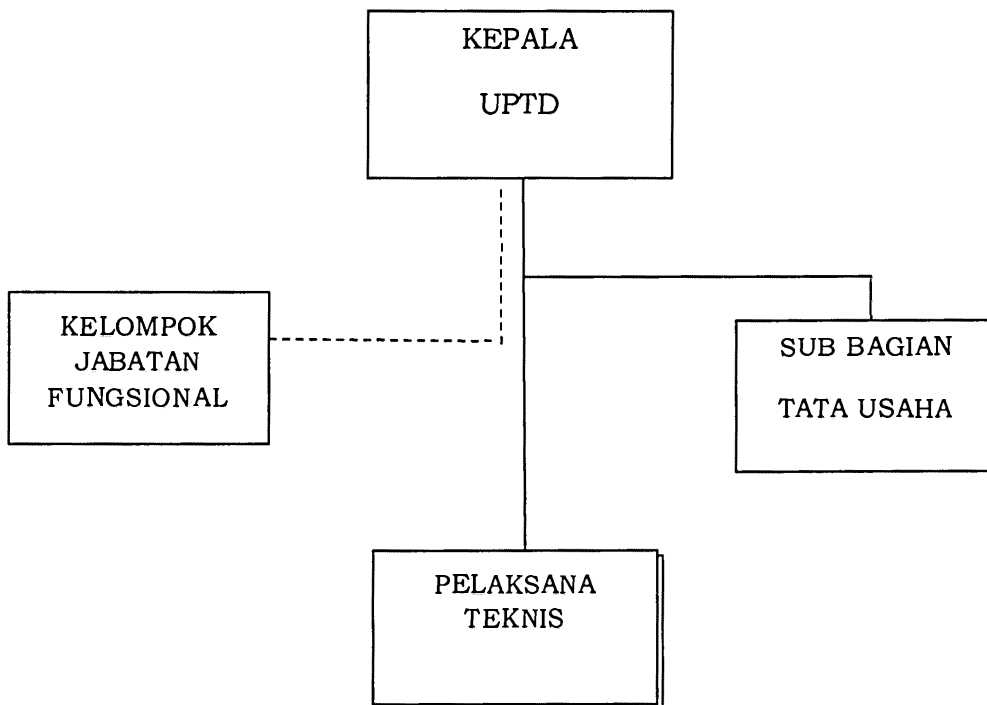 KEPALA
UPTD
KELOMPOK
JABATAN
FUNGSIONAL
SUB BAGIAN
TATA USAHA
PELAKSANA
TEKNIS